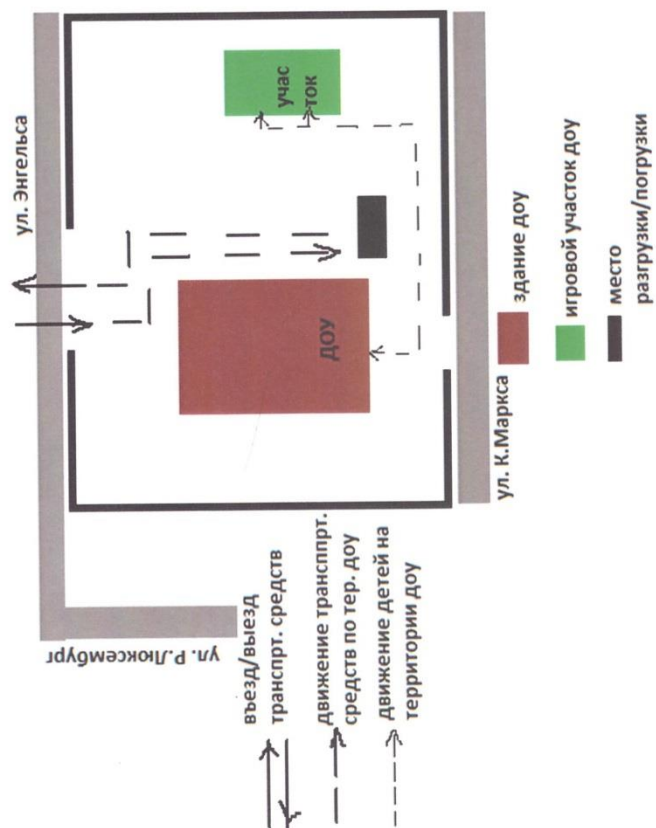 ул. Энгельса
учас
ток
ДОУ
ул. К.Маркса
ул. Р.Люксембург
въезд/выезд
транспрт. средств
движение транспрт.
средств по тер. доу
движение детей на
территории доу
здание доу
игровой участок доу
место
разгрузки/погрузки